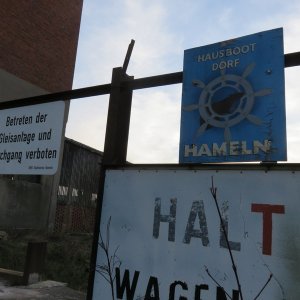 Betreten der
Gleisanlage und
chgang verboten
HAUSBOOT
DORF
HAMELN
HALT
WAGEN